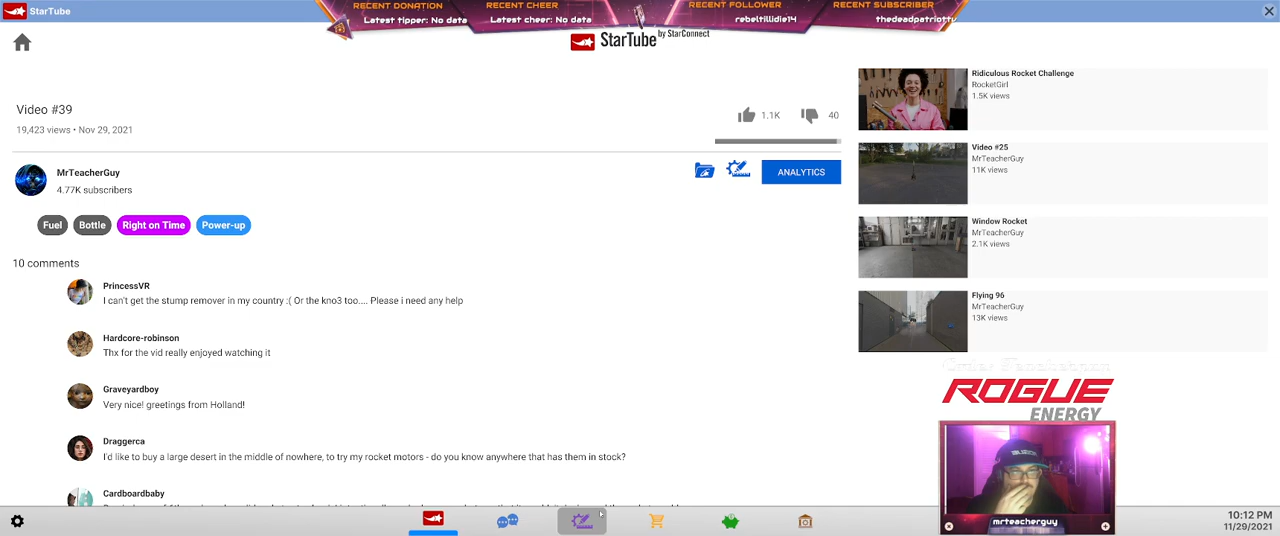 StarTube
RECENT DONATION
Latest tipper: No data
RECENT CHEER
Latest cheer: No data
RECENT FOLLOWER
rebeltillidie14
RECENT SUBSCRIBER
thedeadpatriottv
StarTube by StarConnect
Video #39
19,423 views • Nov 29, 2021
1.1K
40
MrTeacherGuy
4.77K subscribers
ANALYTICS
Fuel
Bottle
Right on Time
Power-up
10 comments
PrincessVR
I can't get the stump remover in my country :( Or the kno3 too.... Please i need any help
Hardcore-robinson
Thx for the vid really enjoyed watching it
Graveyardboy
Very nice! greetings from Holland!
Draggerca
I'd like to buy a large desert in the middle of nowhere, to try my rocket motors - do you know anywhere that has them in stock?
Cardboardbaby
Ridiculous Rocket Challenge
RocketGirl
1.5K views
Video #25
MrTeacherGuy
11K views
Window Rocket
MrTeacherGuy
2.1K views
Flying 96
MrTeacherGuy
13K views
ROGUE
ENERGY
mrteacherguy
10:12 PM
11/29/2021